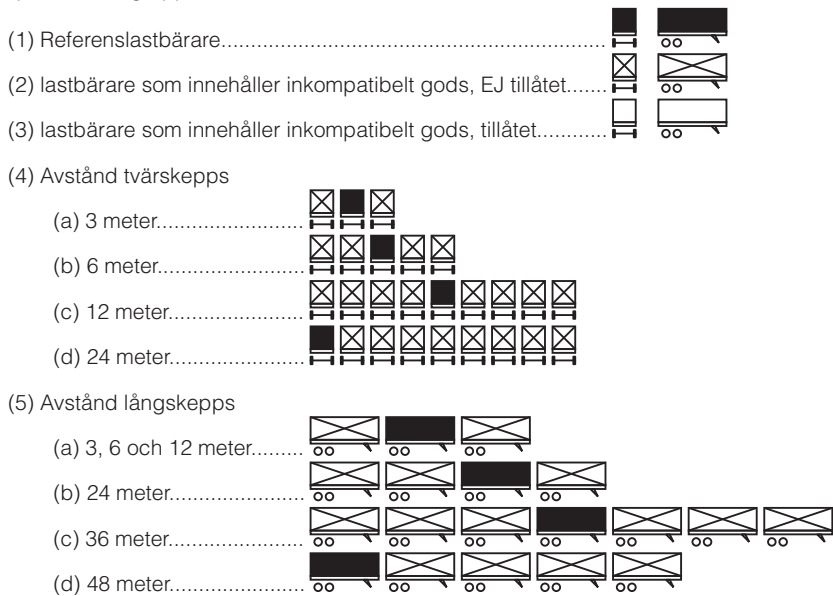 (1) Referenslastbärare................................................................
(2) lastbärare som innehåller inkompatibelt gods, EJ tillåtet.......
(3) lastbärare som innehåller inkompatibelt gods, tillåtet............
(4) Avstånd tvärskepps
(a) 3 meter.......................
(b) 6 meter.......................
(c) 12 meter.....................
(d) 24 meter.....................
(5) Avstånd långskepps
(a) 3, 6 och 12 meter.........
(b) 24 meter.....................
(c) 36 meter.....................
(d) 48 meter.....................